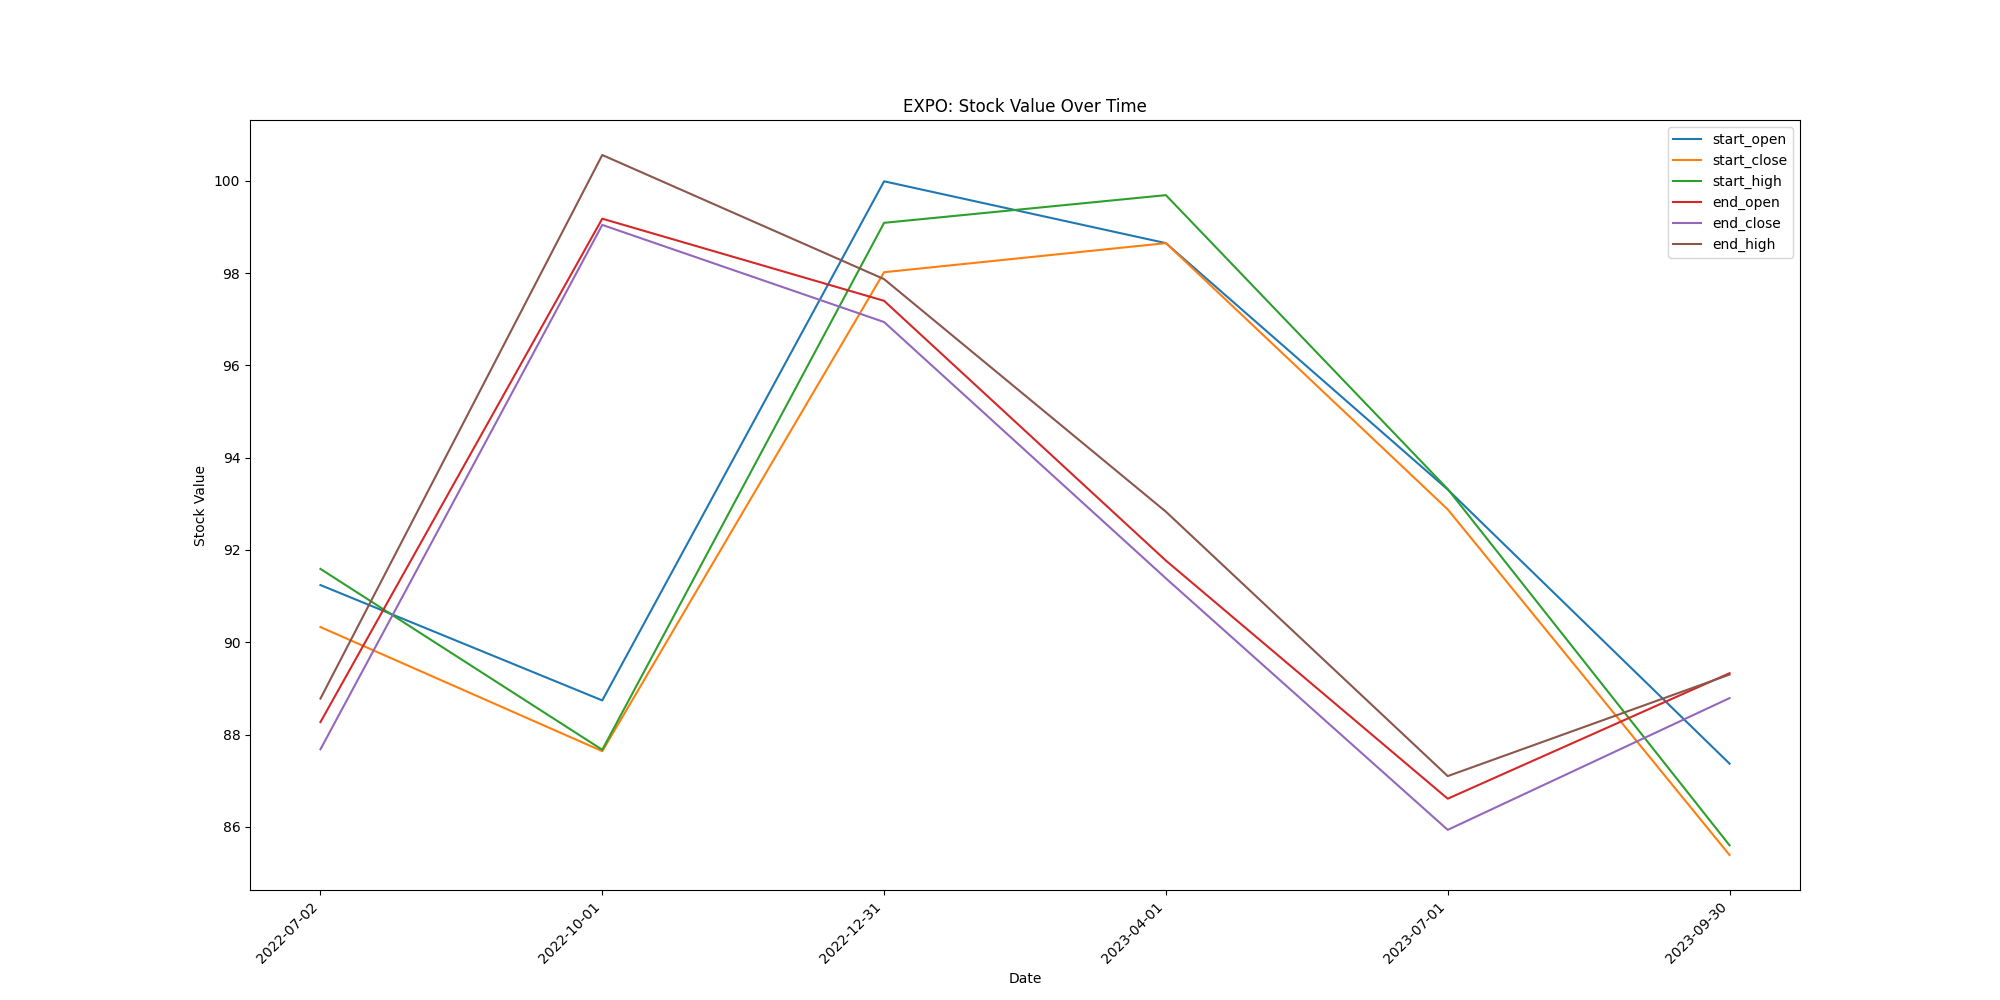 EXPO: Stock Value Over Time
start_open
start_close
start_high
end_open
end_close
end_high
Stock Value
100
98
96
94
92
90
88
86
2022-07-02
2022-10-01
2022-12-31
2023-04-01
2023-07-01
2023-09-30
Date